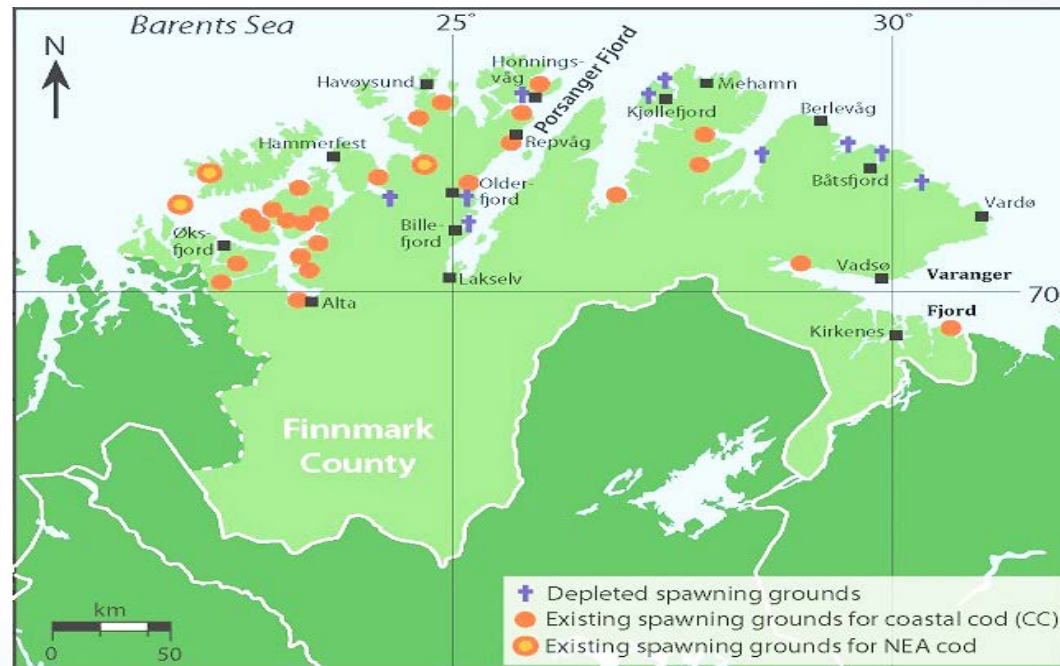 Barents Sea
25°
30°
N
Honnings-
våg
Porsanger Fjord
Havøysund
Mehamn
Kjøllefjord
Berlevåg
Repvåg
Hammerfest
Båtsfjord
Older-
fjord
Vardø
Bille-
fjord
Øks-
fjord
Lakselv
Vadsø
Varanger
70
Alta
Fjord
Kirkenes
Finnmark
County
Depleted spawning grounds
km
Existing spawning grounds for coastal cod (CC)
0
50
Existing spawning grounds for NEA cod